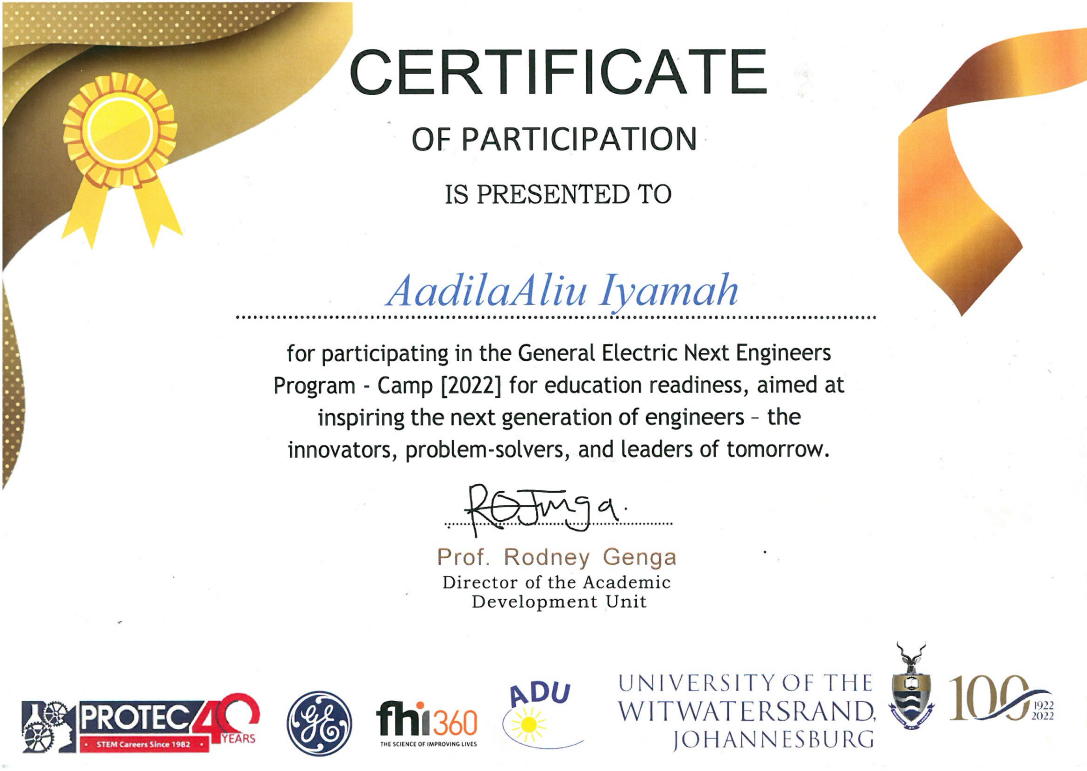 CERTIFICATE
OF PARTICIPATION
IS PRESENTED TO
AadilaAliu Iyamah
for participating in the General Electric Next Engineers
Program - Camp [2022] for education readiness, aimed at
inspiring the next generation of engineers – the
innovators, problem-solvers, and leaders of tomorrow.
Prof. Rodney Genga
Director of the Academic
Development Unit
PROTEC 40
YEARS
STEM Careers Since 1982
GE
fhi360
THE SCIENCE OF IMPROVING LIVES
ADU
UNIVERSITY OF THE
WITWATERSRAND,
JOHANNESBURG
100
1922
2022